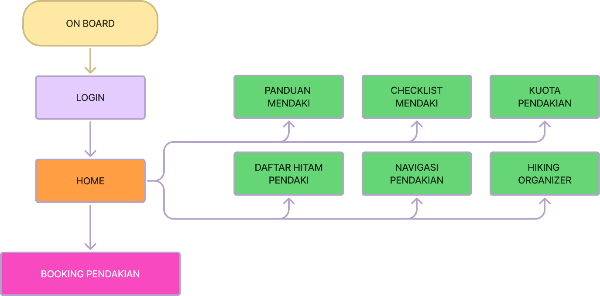 ON BOARD
LOGIN
HOME
BOOKING PENDAKIAN
PANDUAN
MENDAKI
CHECKLIST
MENDAKI
KUOTA
PENDAKIAN
DAFTAR HITAM
PENDAKI
NAVIGASI
PENDAKIAN
HIKING
ORGANIZER